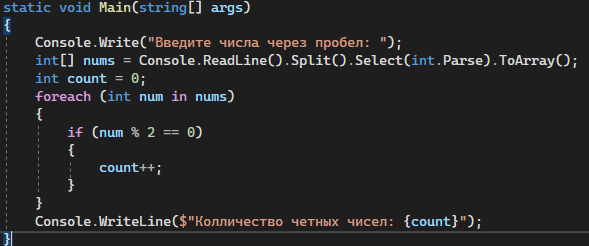 static void Main(string[] args)
{
Console.Write("Введите числа через пробел: ");
int[] nums = Console.ReadLine().Split().Select(int.Parse).ToArray();
int count = 0;
foreach (int num in nums)
{
if (num % 2 == 0)
{
count++;
}
}
Console.WriteLine($"Колличество четных чисел: {count}");
}